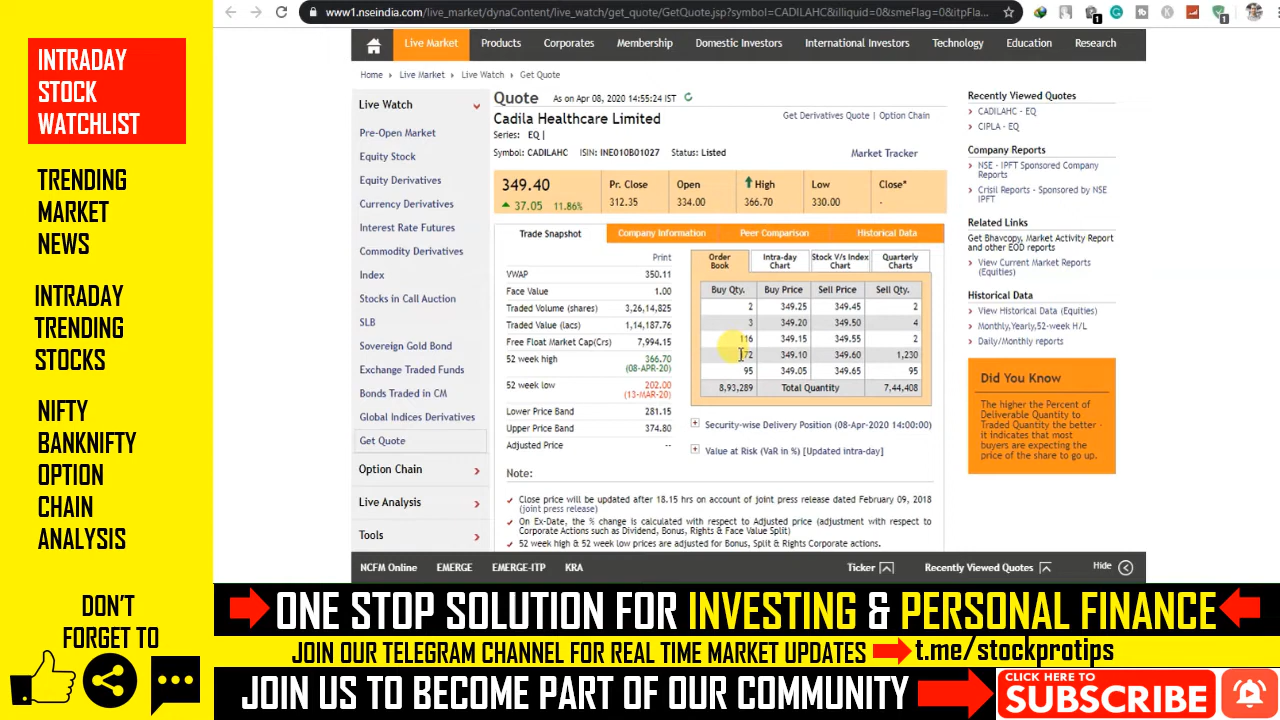 www1.nseindia.com/live_market/dynaContent/live_watch/get_quote/GetQuote.jsp?symbol=CADILAHC&illiquid=0&smeFlag=0&itpFla...
INTRADAY
STOCK
WATCHLIST
TRENDING
MARKET
NEWS
INTRADAY
TRENDING
STOCKS
NIFTY
BANKNIFTY
OPTION
CHAIN
ANALYSIS
DON'T
FORGET TO
Live Market Products Corporates Membership Domestic Investors International Investors Technology Education Research
Home Live Market Live Watch Get Quote
Live Watch
Pre-Open Market
Equity Stock
Equity Derivatives
Currency Derivatives
Interest Rate Futures
Commodity Derivatives
Index
Stocks in Call Auction
SLB
Sovereign Gold Bond
Exchange Traded Funds
Bonds Traded in CM
Global Indices Derivatives
Get Quote
Option Chain
Live Analysis
Tools
Quote As on Apr 08, 2020 14:55:24 IST
Cadila Healthcare Limited
Get Derivatives Quote | Option Chain
Series: EQ |
Symbol: CADILAHC ISIN: INE010B01027 Status: Listed
Market Tracker
349.40 Pr. Close Open High Low Close*
37.05 11.86% 312.35 334.00 366.70 330.00 -
Trade Snapshot Company Information Peer Comparison Historical Data
Print
VWAP 350.11
Face Value 1.00
Traded Volume (shares) 3,26,14,825
Traded Value (lacs) 1,14,187.76
Free Float Market Cap(Crs) 7,994.15
52 week high 366.70
(08-APR-20)
52 week low 202.00
(13-MAR-20)
Lower Price Band 281.15
Upper Price Band 374.80
Adjusted Price --
Order Book
Intra-day Chart
Stock V/s Index Chart
Quarterly Charts
Buy Qty. Buy Price Sell Price Sell Qty.
2 349.25 349.45 2
3 349.20 349.50 4
116 349.15 349.55 2
349.10 349.60 1,230
95 349.05 349.65 95
8,93,289 Total Quantity 7,44,408
Security-wise Delivery Position (08-Apr-2020 14:00:00)
Value at Risk (VaR in %) [Updated intra-day]
Note:
Close price will be updated after 18.15 hrs on account of joint press release dated February 09, 2018
(joint press release)
On Ex-Date, the % change is calculated with respect to Adjusted price (adjustment with respect to
Corporate Actions such as Dividend, Bonus, Rights & Face Value Split)
52 week high & 52 week low prices are adjusted for Bonus, Split & Rights Corporate actions.
Recently Viewed Quotes
CADILAHC - EQ
CIPLA - EQ
Company Reports
NSE - IPFT Sponsored Company
Reports
Crisil Reports - Sponsored by NSE
IPFT
Related Links
Get Bhavcopy, Market Activity Report
and other EOD reports
View Current Market Reports
(Equities)
Historical Data
View Historical Data (Equities)
Monthly,Yearly,52-week H/L
Daily/Monthly reports
Did You Know
The higher the Percent of
Deliverable Quantity to
Traded Quantity the better -
it indicates that most
buyers are expecting the
price of the share to go up.
NCFM Online EMERGE EMERGE-ITP KRA Ticker Recently Viewed Quotes Hide
ONE STOP SOLUTION FOR INVESTING & PERSONAL FINANCE
JOIN OUR TELEGRAM CHANNEL FOR REAL TIME MARKET UPDATES t.me/stockprotips
JOIN US TO BECOME PART OF OUR COMMUNITY
CLICK HERE TO
SUBSCRIBE